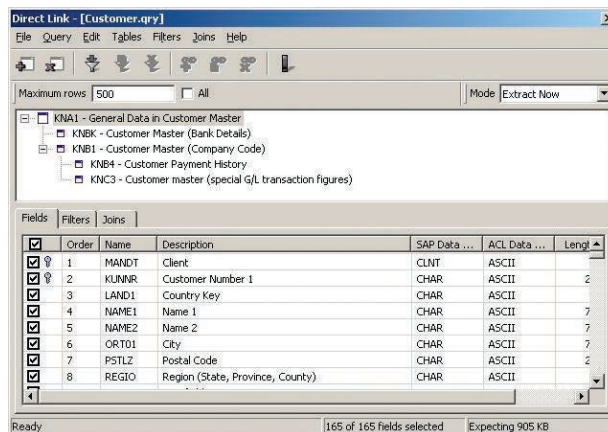 Direct Link - [Customer.qry]
File Query Edit Tables Filters Joins Help
Maximum rows 500 All Mode Extract Now
KNA1 - General Data in Customer Master
KNBK - Customer Master (Bank Details)
KNB1 - Customer Master (Company Code)
KNB4 - Customer Payment History
KNC3 - Customer master (special G/L transaction figures)
Fields Filters Joins
Order Name Description SAP Data ... ACL Data ... Lengt
1 MANDT Client CLNT ASCII
2 KUNNR Customer Number 1 CHAR ASCII 2
3 LAND1 Country Key CHAR ASCII
4 NAME1 Name 1 CHAR ASCII 7
5 NAME2 Name 2 CHAR ASCII 7
6 ORT01 City CHAR ASCII 7
7 PSTLZ Postal Code CHAR ASCII 2
8 REGIO Region (State, Province, County) CHAR ASCII
Ready 165 of 165 fields selected Expecting 905 KB